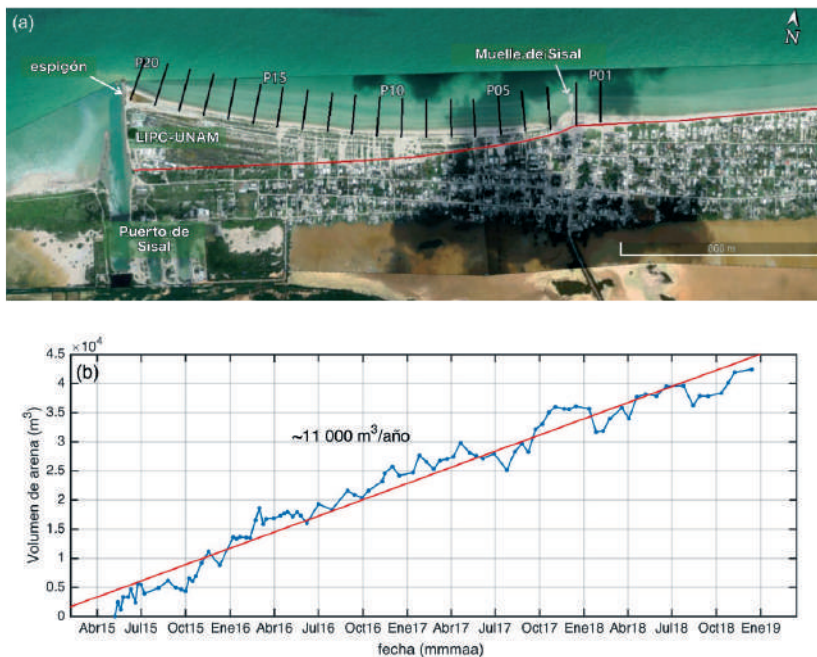 (a)
N
P20
espigón
P15
Muelle de Sisal
P01
P10
P05
LIPC-UNAM
Puerto de
Sisal
600 m
×10⁴
(b)
4.5
4
3.5
3
2.5
2
1.5
1
0.5
0
~11 000 m³/año
Volumen de arena (m³)
Abr15 Jul15 Oct15 Ene16 Abr16 Jul16 Oct16 Ene17 Abr17 Jul17 Oct17 Ene18 Abr18 Jul18 Oct18 Ene19
fecha (mmmaa)